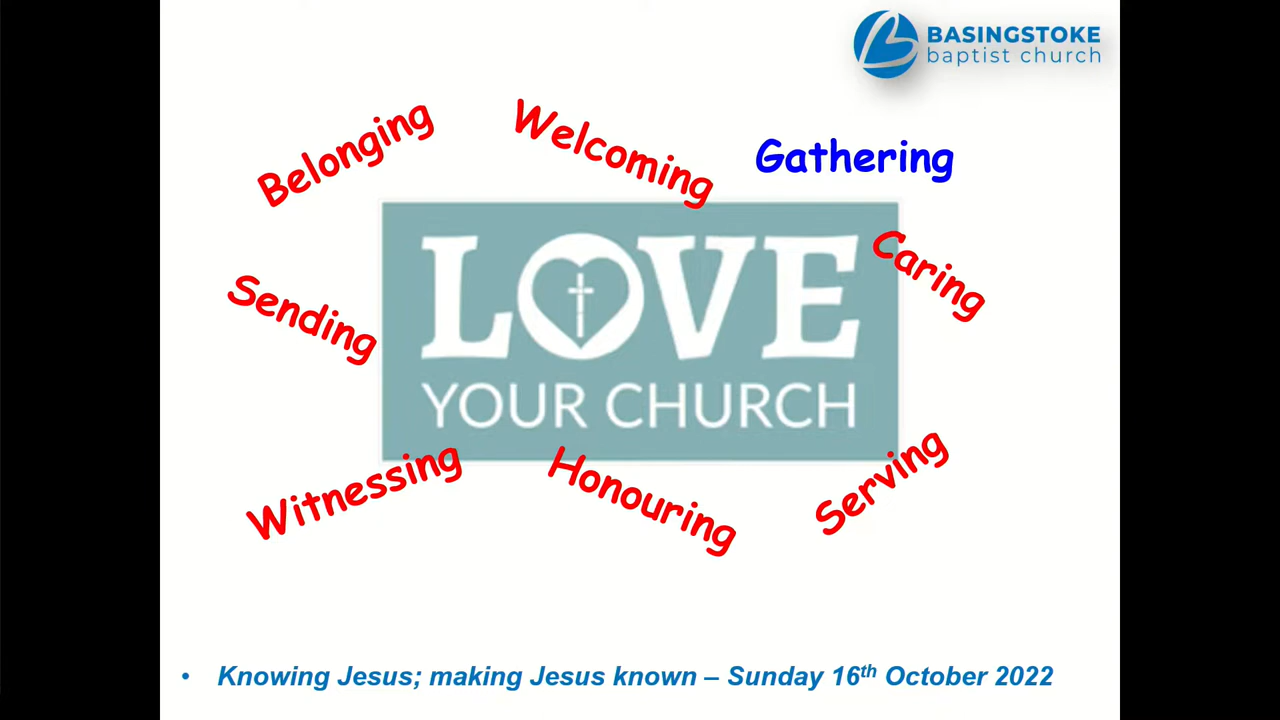 BASINGSTOKE
baptist church
Belonging
Welcoming
Gathering
Caring
Sending
LOVE
YOUR CHURCH
Witnessing
Honouring
Serving
• Knowing Jesus; making Jesus known – Sunday 16th October 2022